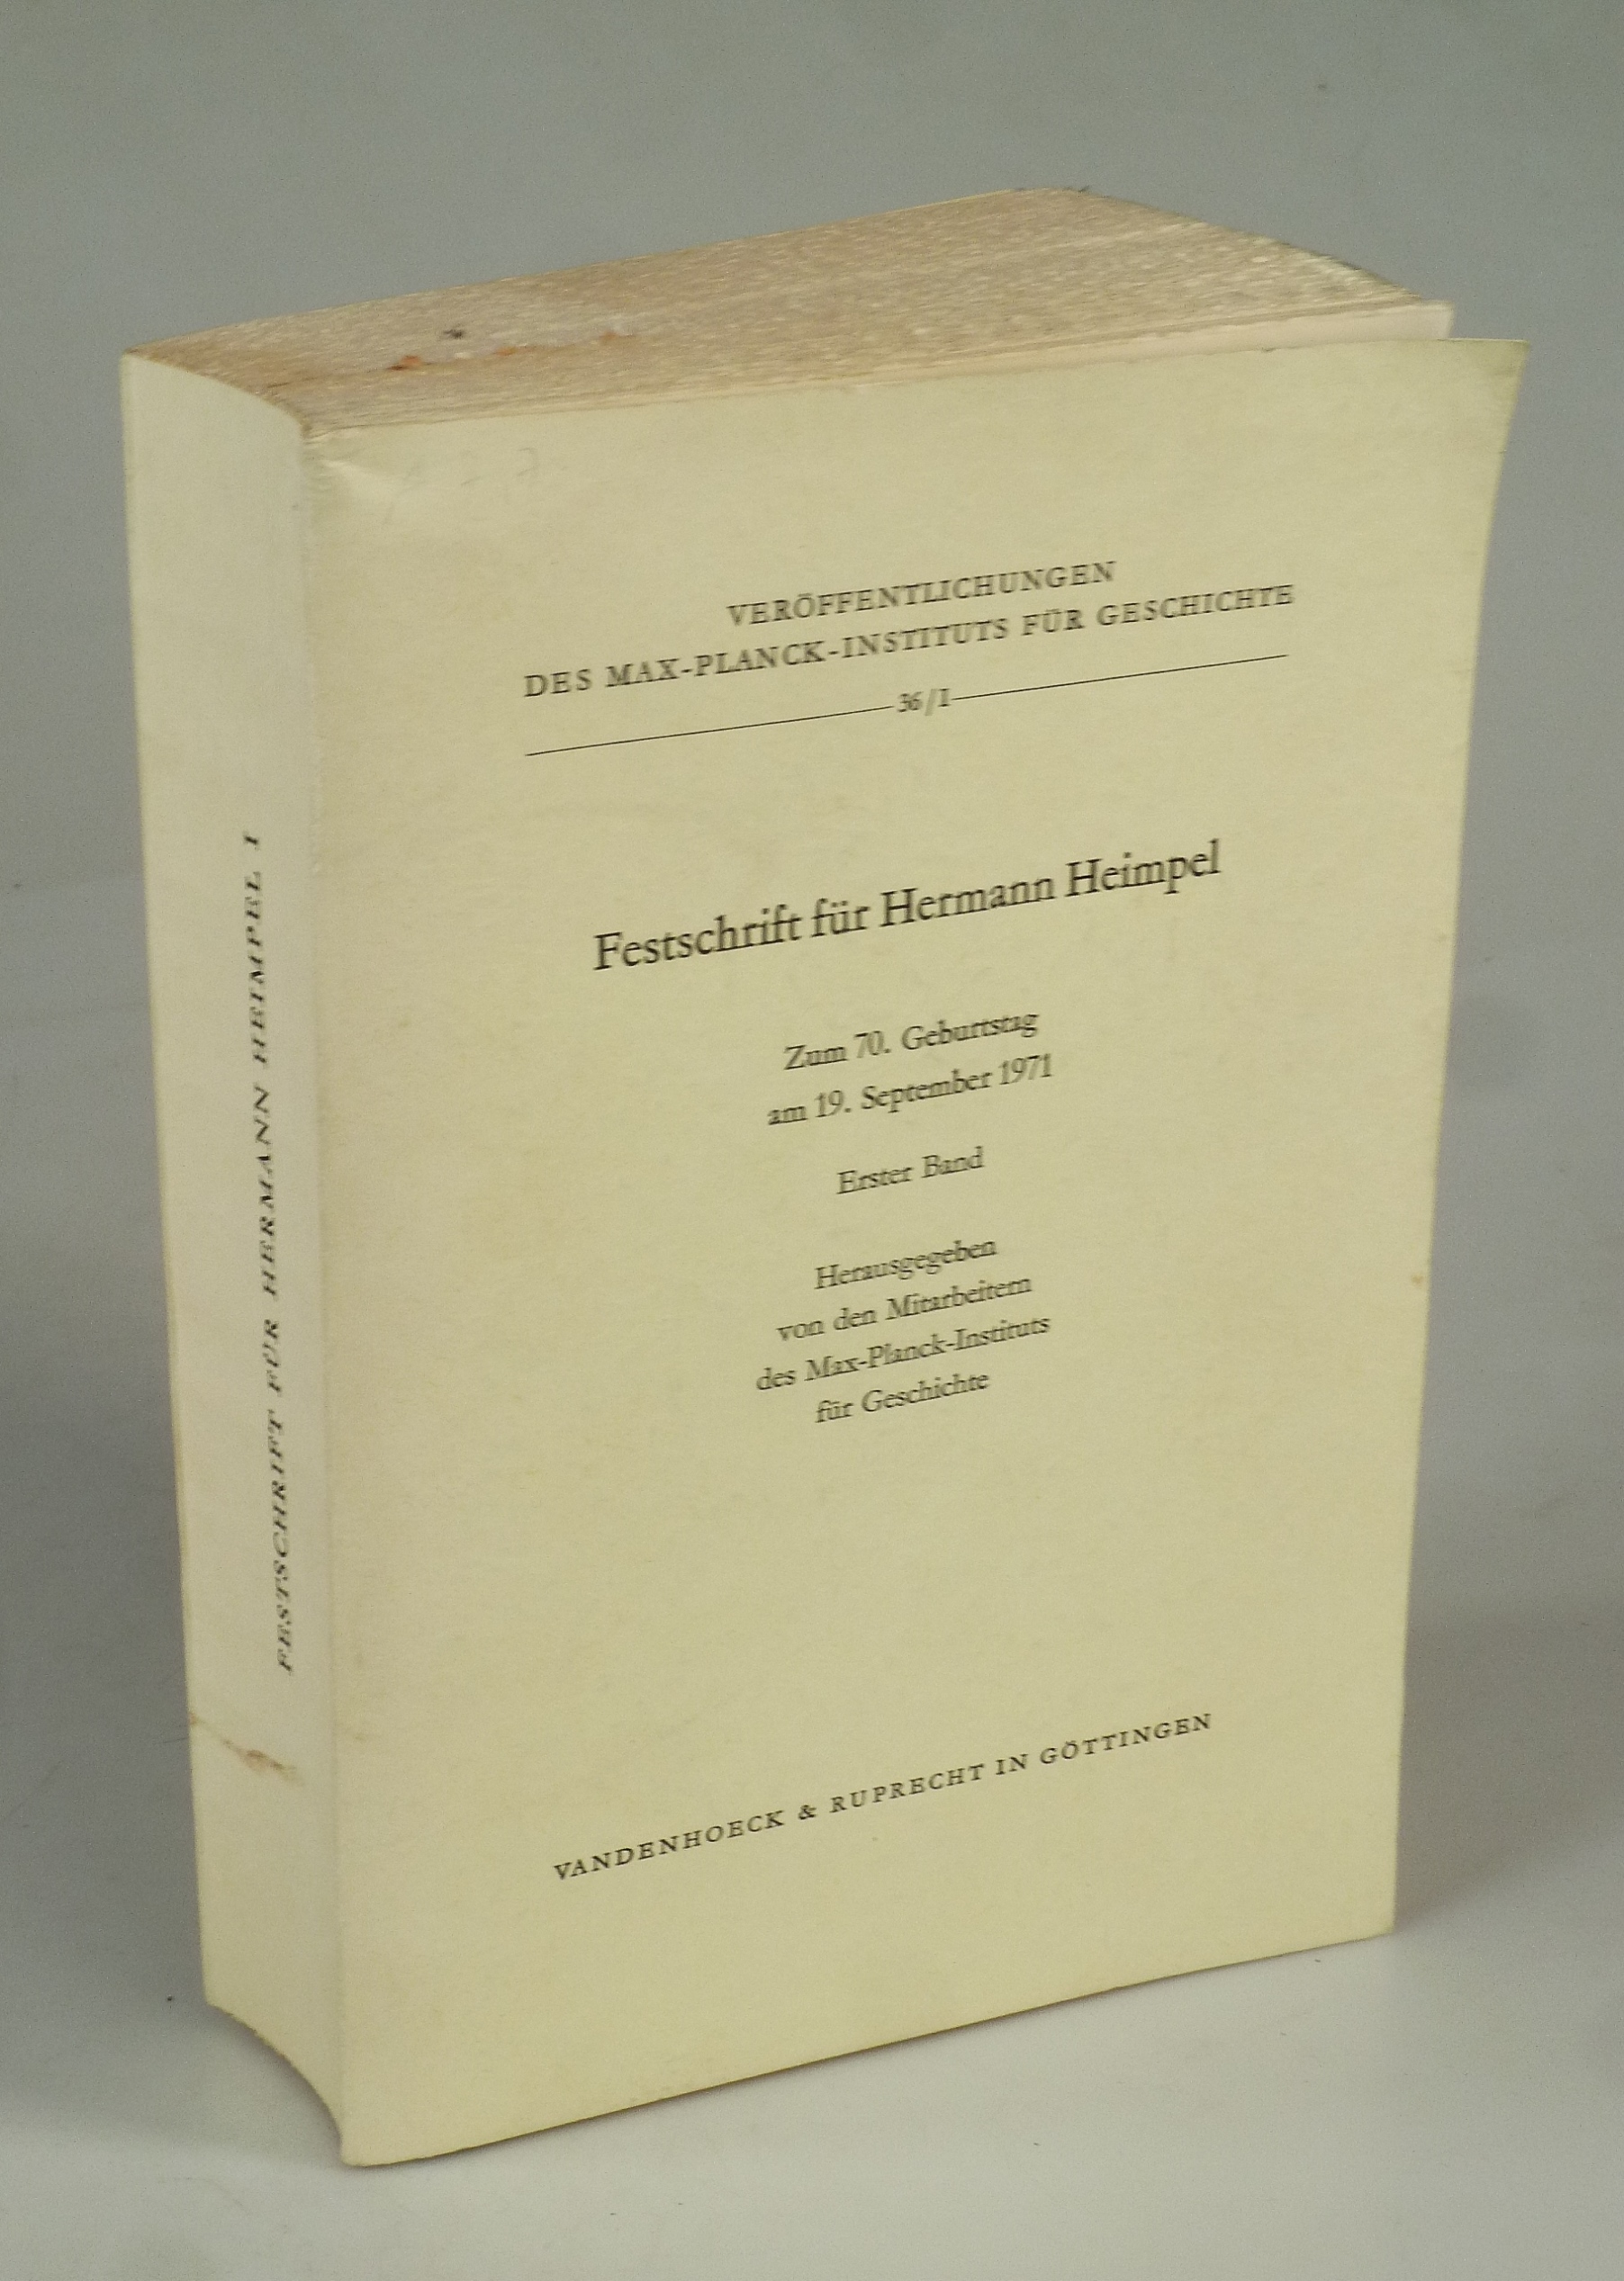 VERÖFFENTLICHUNGEN
DES MAX-PLANCK-INSTITUTS FÜR GESCHICHTE
36/I
Festschrift für Hermann Heimpel
Zum 70. Geburtstag
am 19. September 1971
Erster Band
Herausgegeben
von den Mitarbeitern
des Max-Planck-Instituts
für Geschichte
VANDENHOECK & RUPRECHT IN GÖTTINGEN
FESTSCHRIFT FÜR HERMANN HEIMPEL I